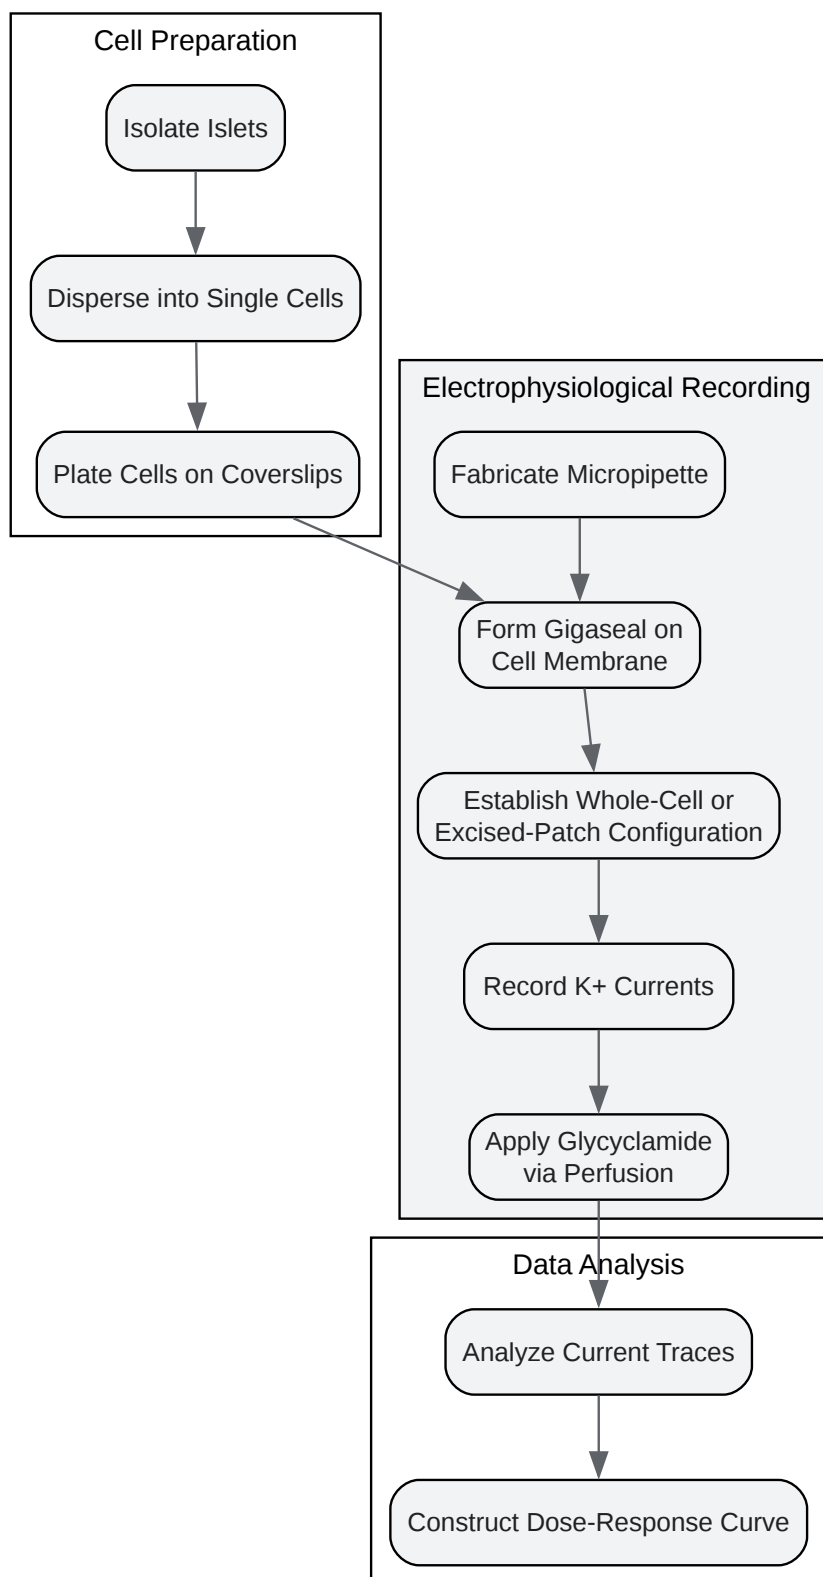 Cell Preparation
Isolate Islets
Disperse into Single Cells
Plate Cells on Coverslips
Electrophysiological Recording
Fabricate Micropipette
Form Gigaseal on
Cell Membrane
Establish Whole-Cell or
Excised-Patch Configuration
Record K+ Currents
Apply Glycyclamide
via Perfusion
Data Analysis
Analyze Current Traces
Construct Dose-Response Curve